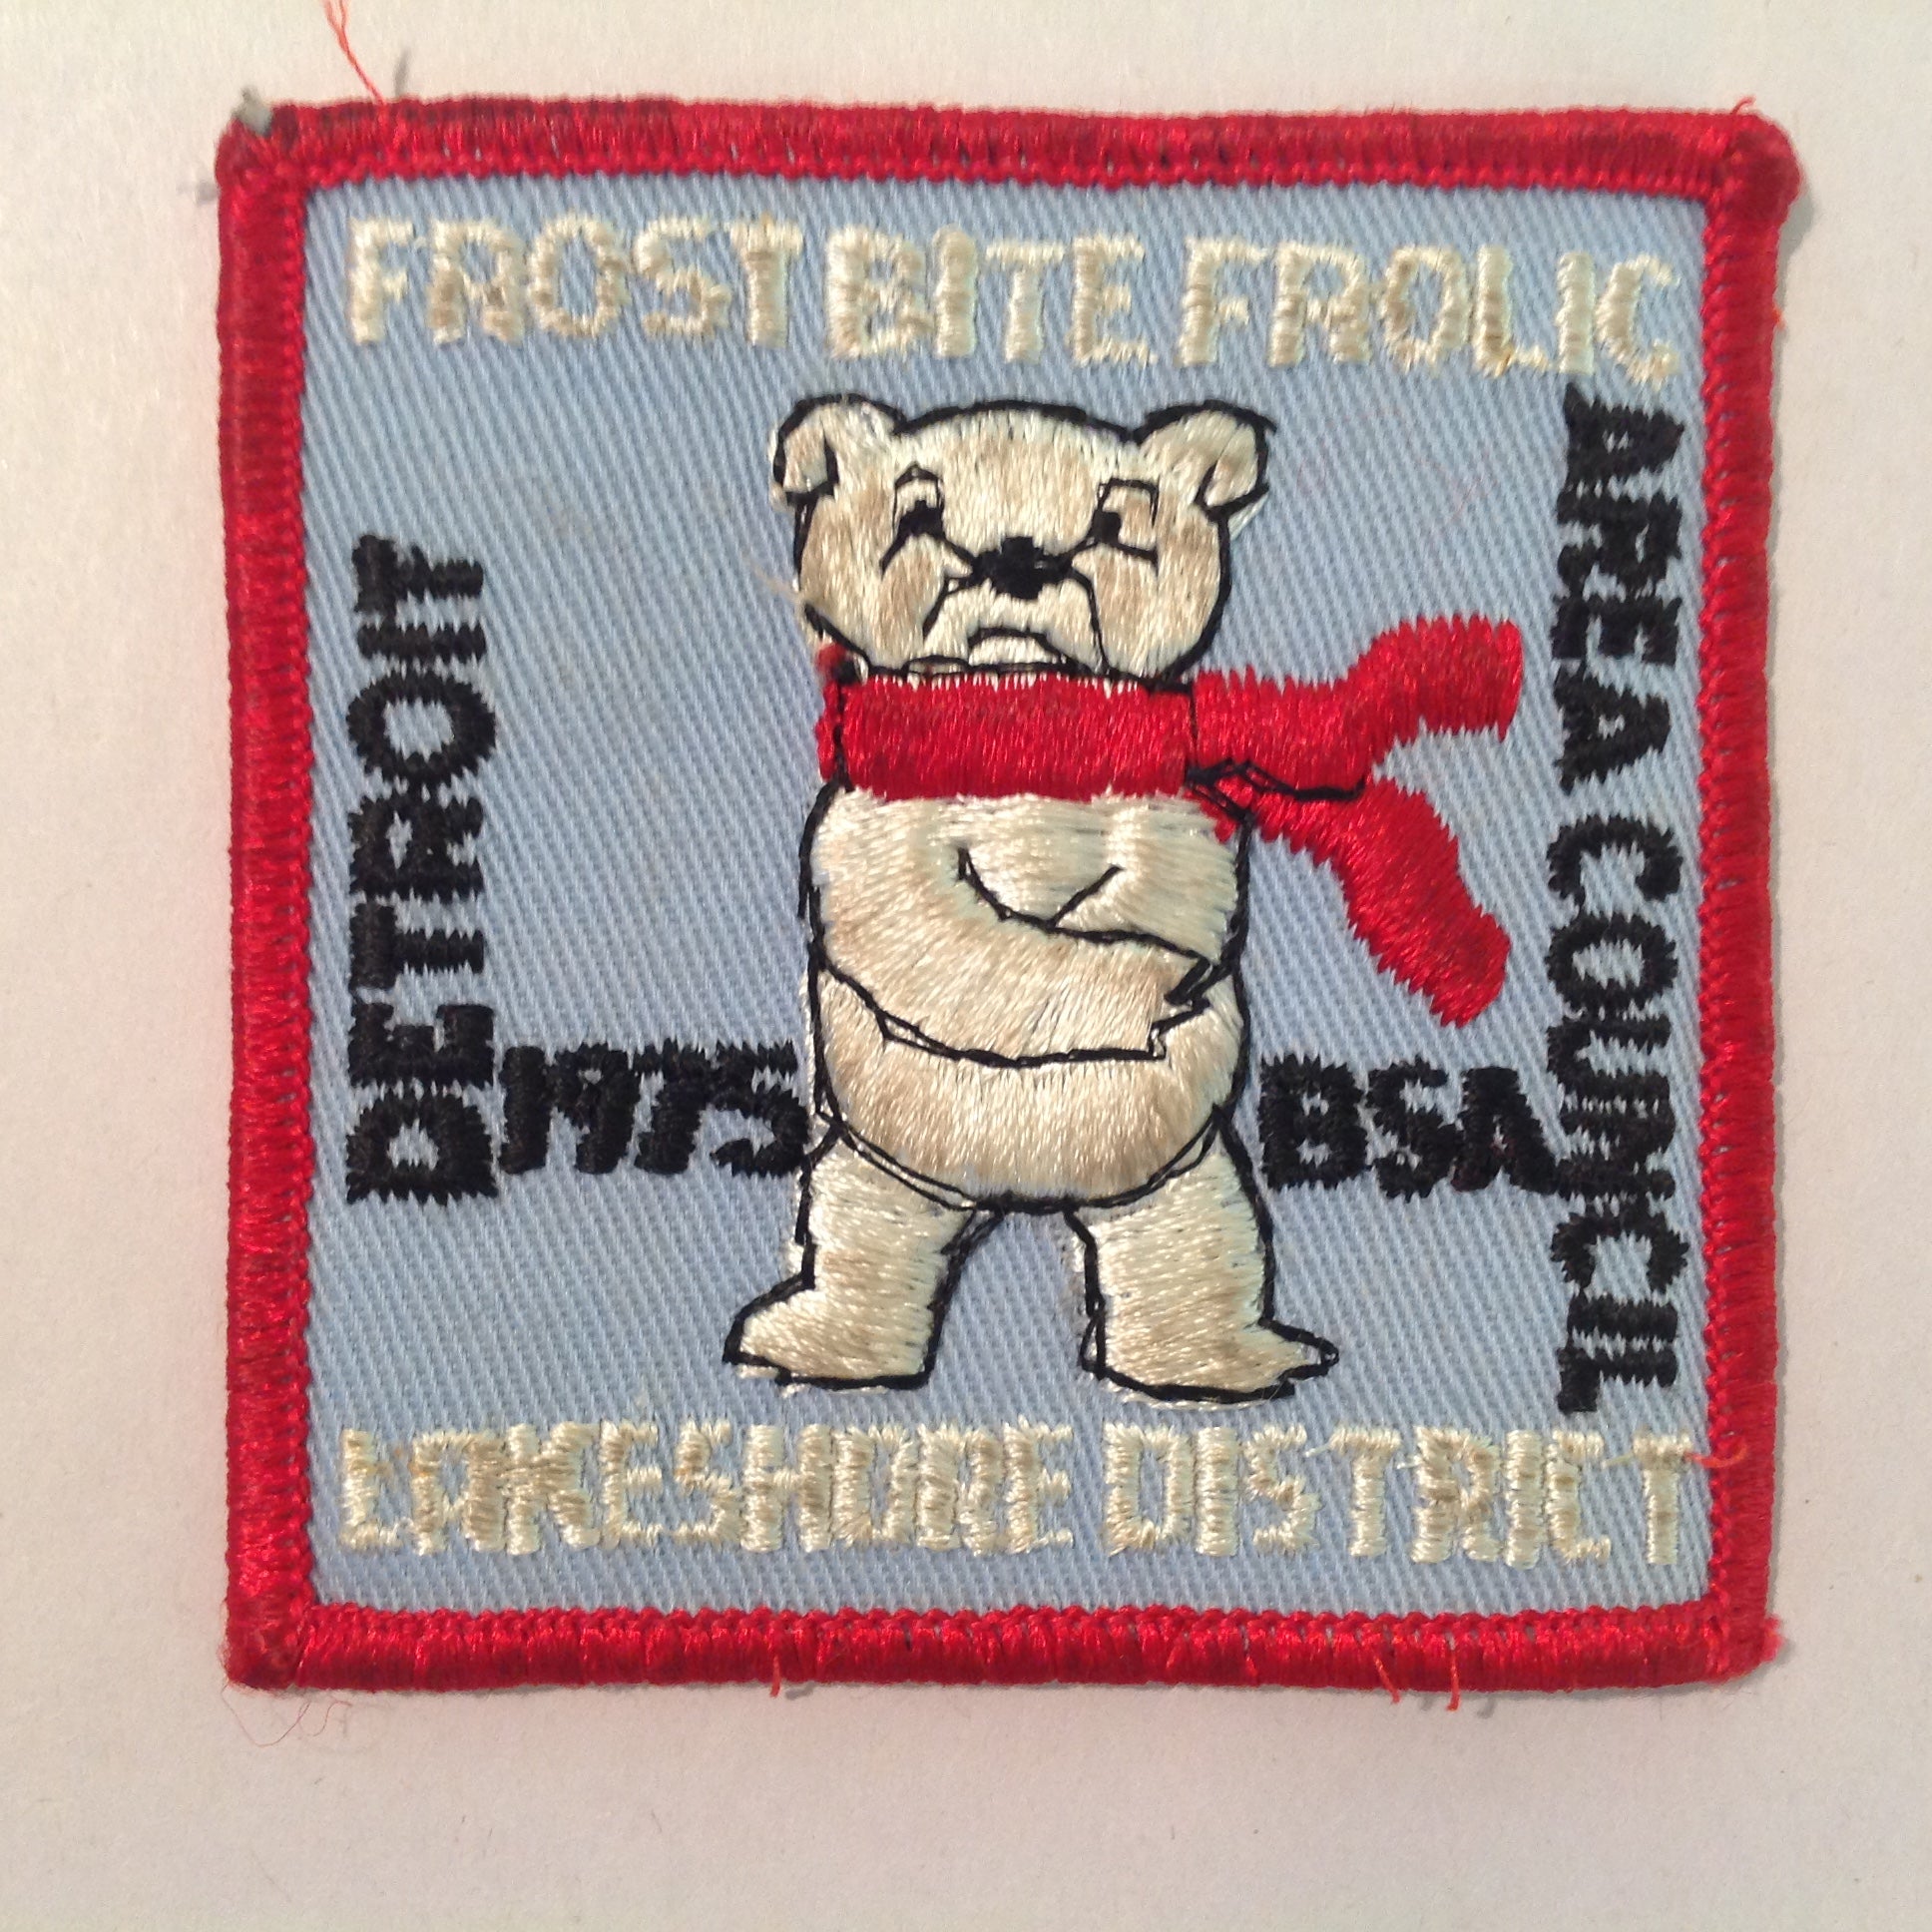 FROST BITE FROLIC
DETROIT
AREA COUNCIL
1975
BSA
LAKESHORE DISTRICT